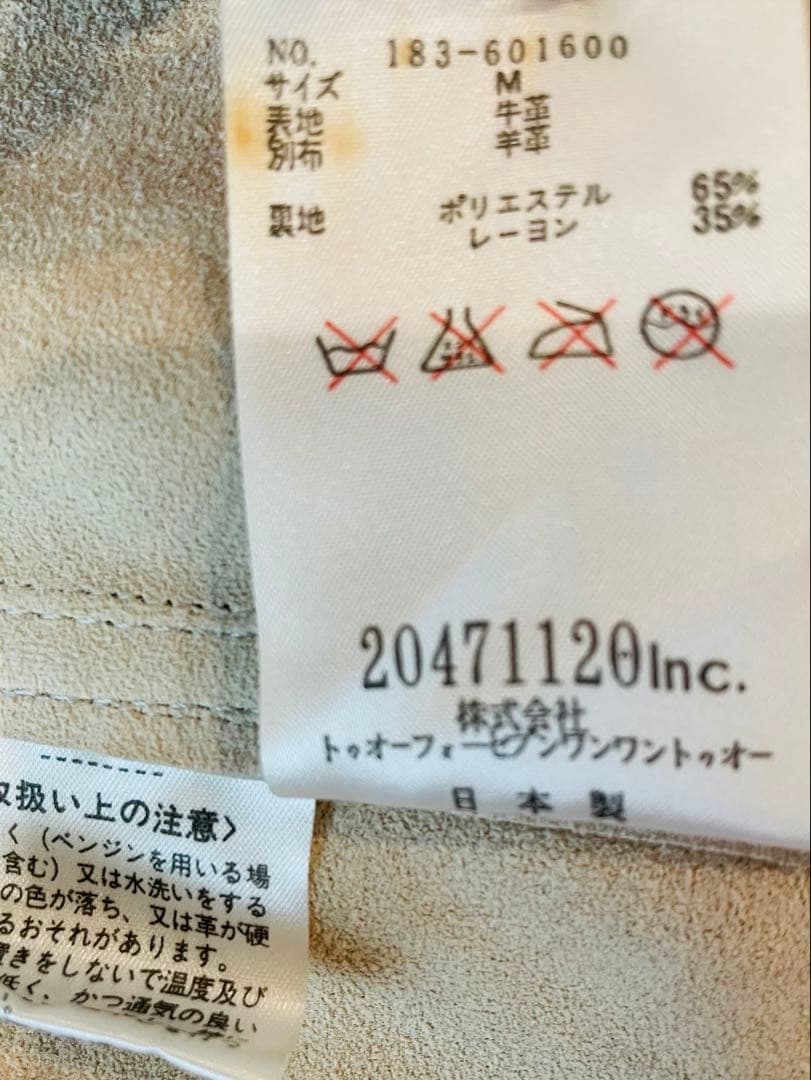 NO. 183-601600
サイズ M
表地 牛革
別布 羊革
裏地 ポリエステル 65%
レーヨン 35%
20471120Inc.
株式会社
トゥオーフォーセブンワンワントゥオー
日本製
取扱い上の注意〉
く(ベンジンを用いる場
含む)又は水洗いをする
の色が落ち、又は革が硬
るおそれがあります。
置きをしないで温度及び
低く、かつ通気の良い